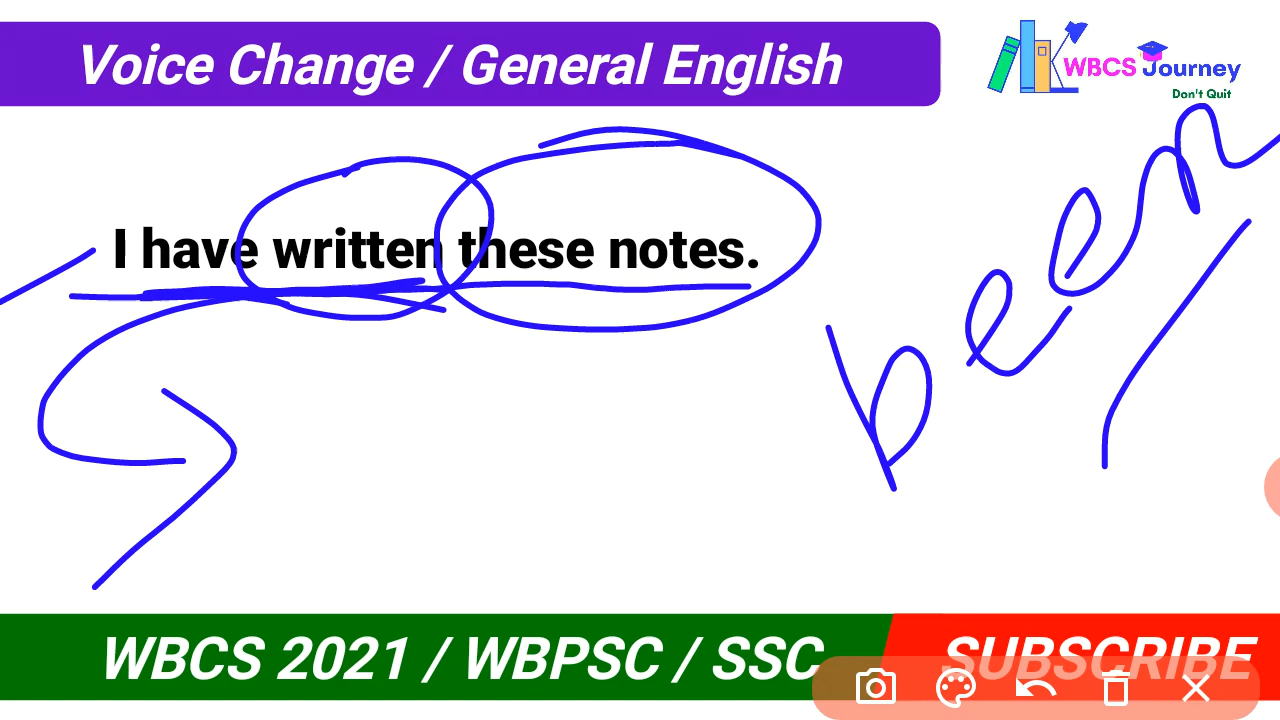 Voice Change / General English
WBCS Journey
Don't Quit
I have written these notes.
been
WBCS 2021 / WBPSC / SSC
SUBSCRIBE